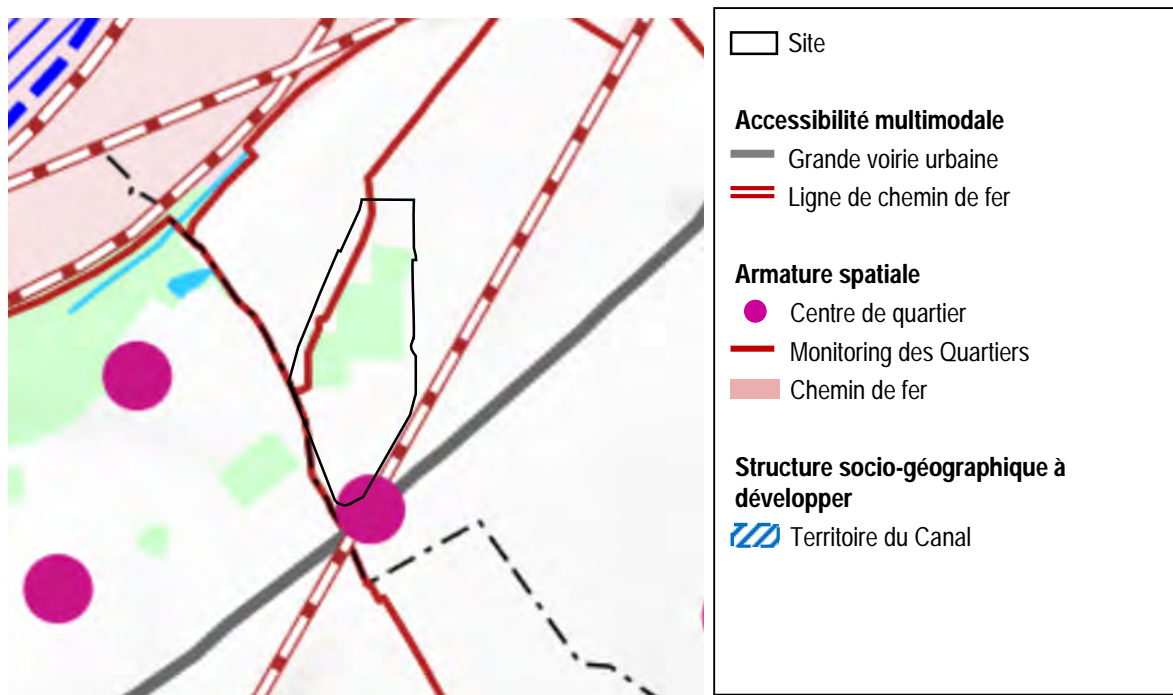 Site
Accessibilité multimodale
Grande voirie urbaine
Ligne de chemin de fer
Armature spatiale
Centre de quartier
Monitoring des Quartiers
Chemin de fer
Structure socio-géographique à
développer
Territoire du Canal